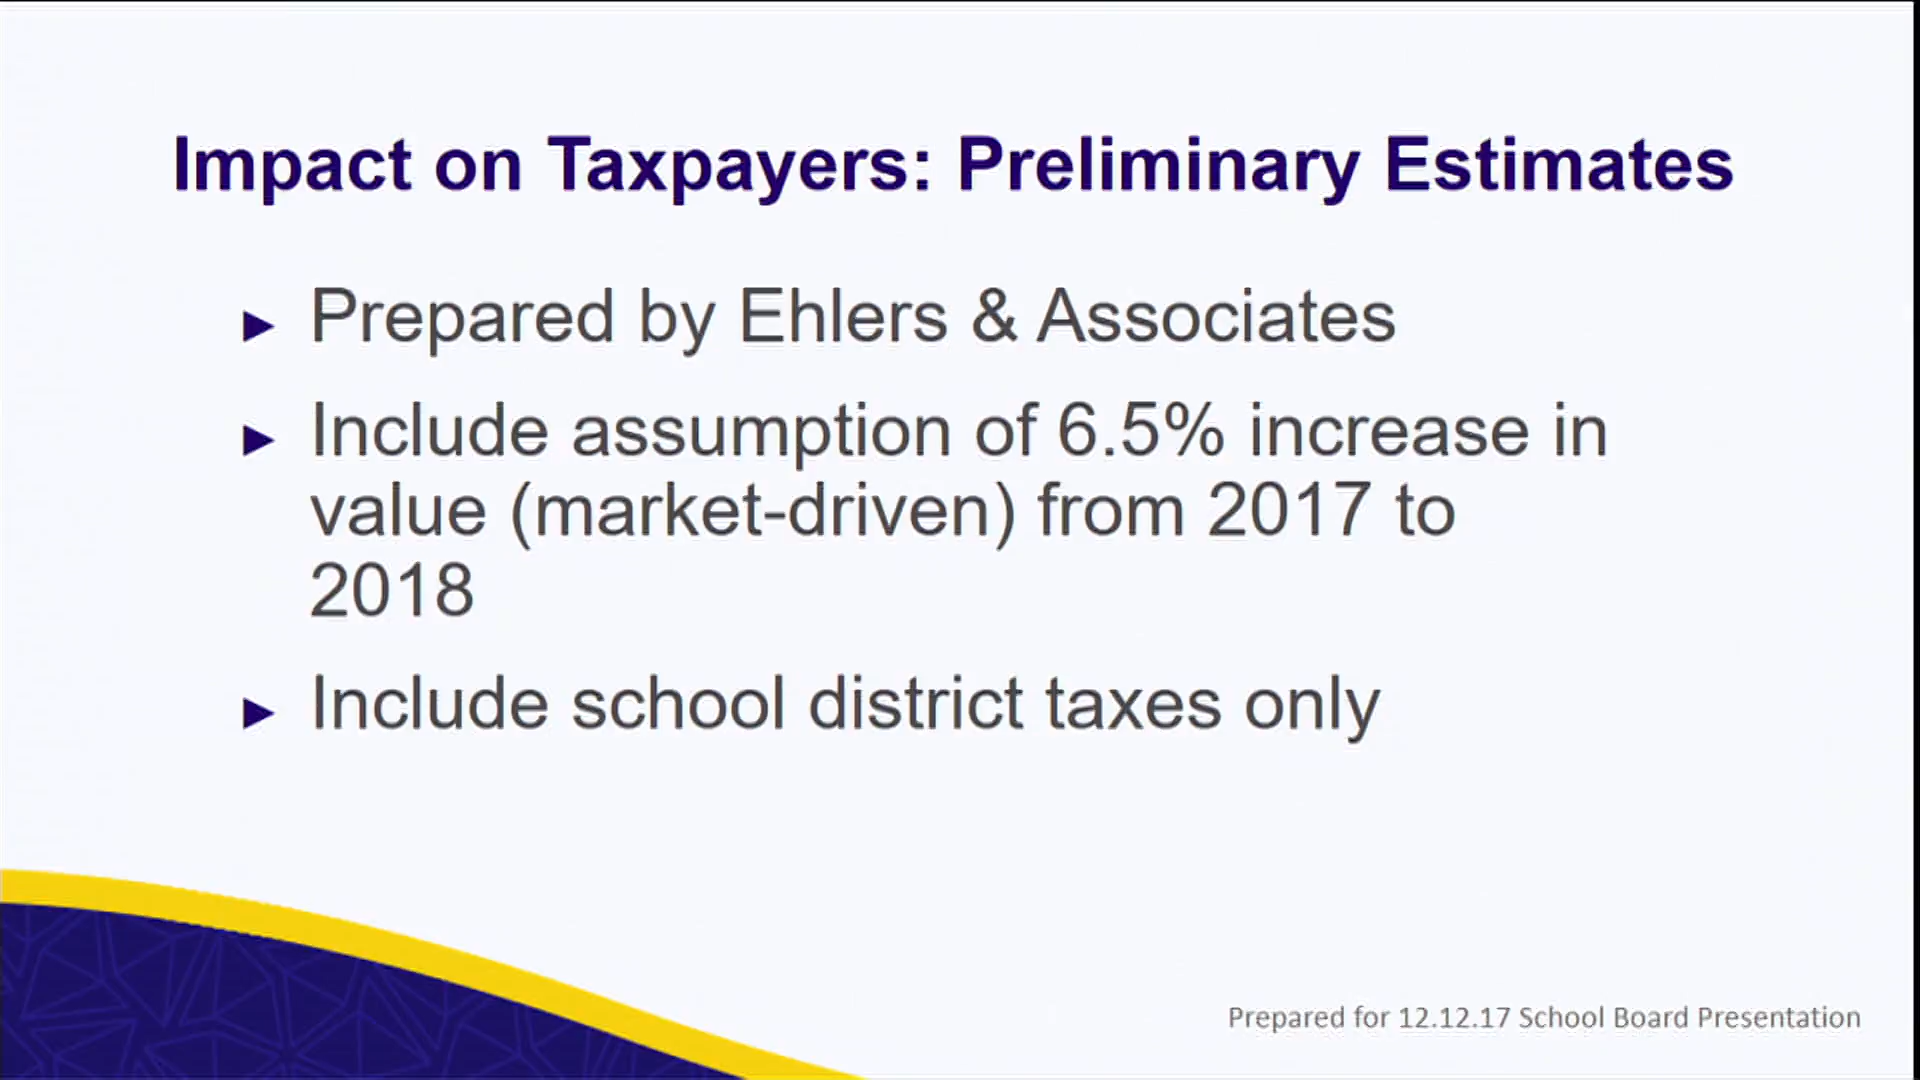 Impact on Taxpayers: Preliminary Estimates
► Prepared by Ehlers & Associates
► Include assumption of 6.5% increase in
value (market-driven) from 2017 to
2018
► Include school district taxes only
Prepared for 12.12.17 School Board Presentation